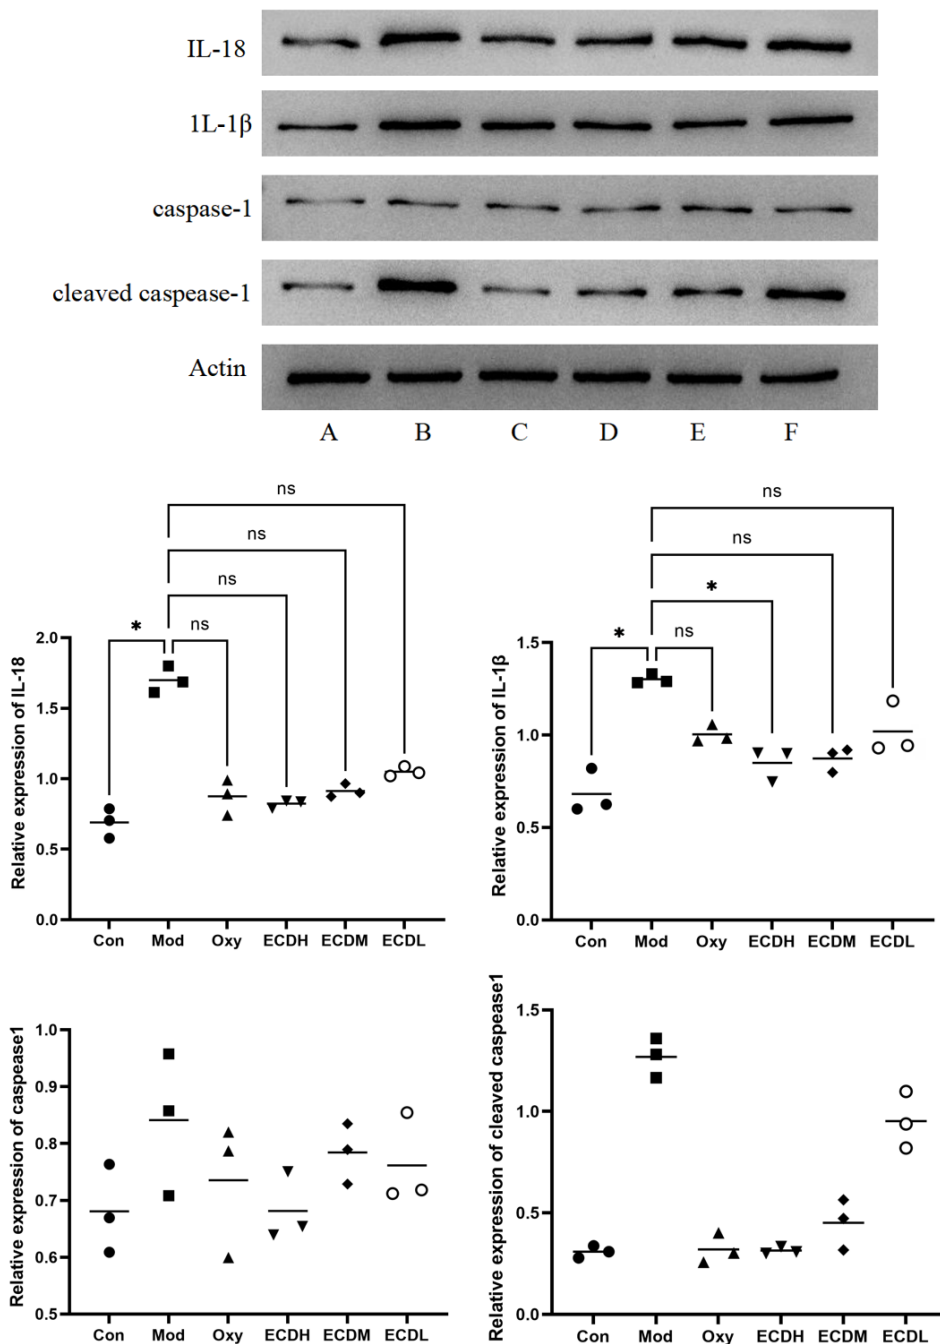 IL-18
1L-1β
caspase-1
cleaved caspease-1
Actin
A B C D E F
ns
ns
ns
* ns
Relative expression of IL-18
2.0
1.5
1.0
0.5
0.0
Con Mod Oxy ECDH ECDM ECDL
ns
ns
*
* ns
Relative expression of IL-1β
1.5
1.0
0.5
0.0
Con Mod Oxy ECDH ECDM ECDL
Relative expression of caspease1
1.0
0.9
0.8
0.7
0.6
0.5
Con Mod Oxy ECDH ECDM ECDL
Relative expression of cleaved caspease1
1.5
1.0
0.5
0.0
Con Mod Oxy ECDH ECDM ECDL